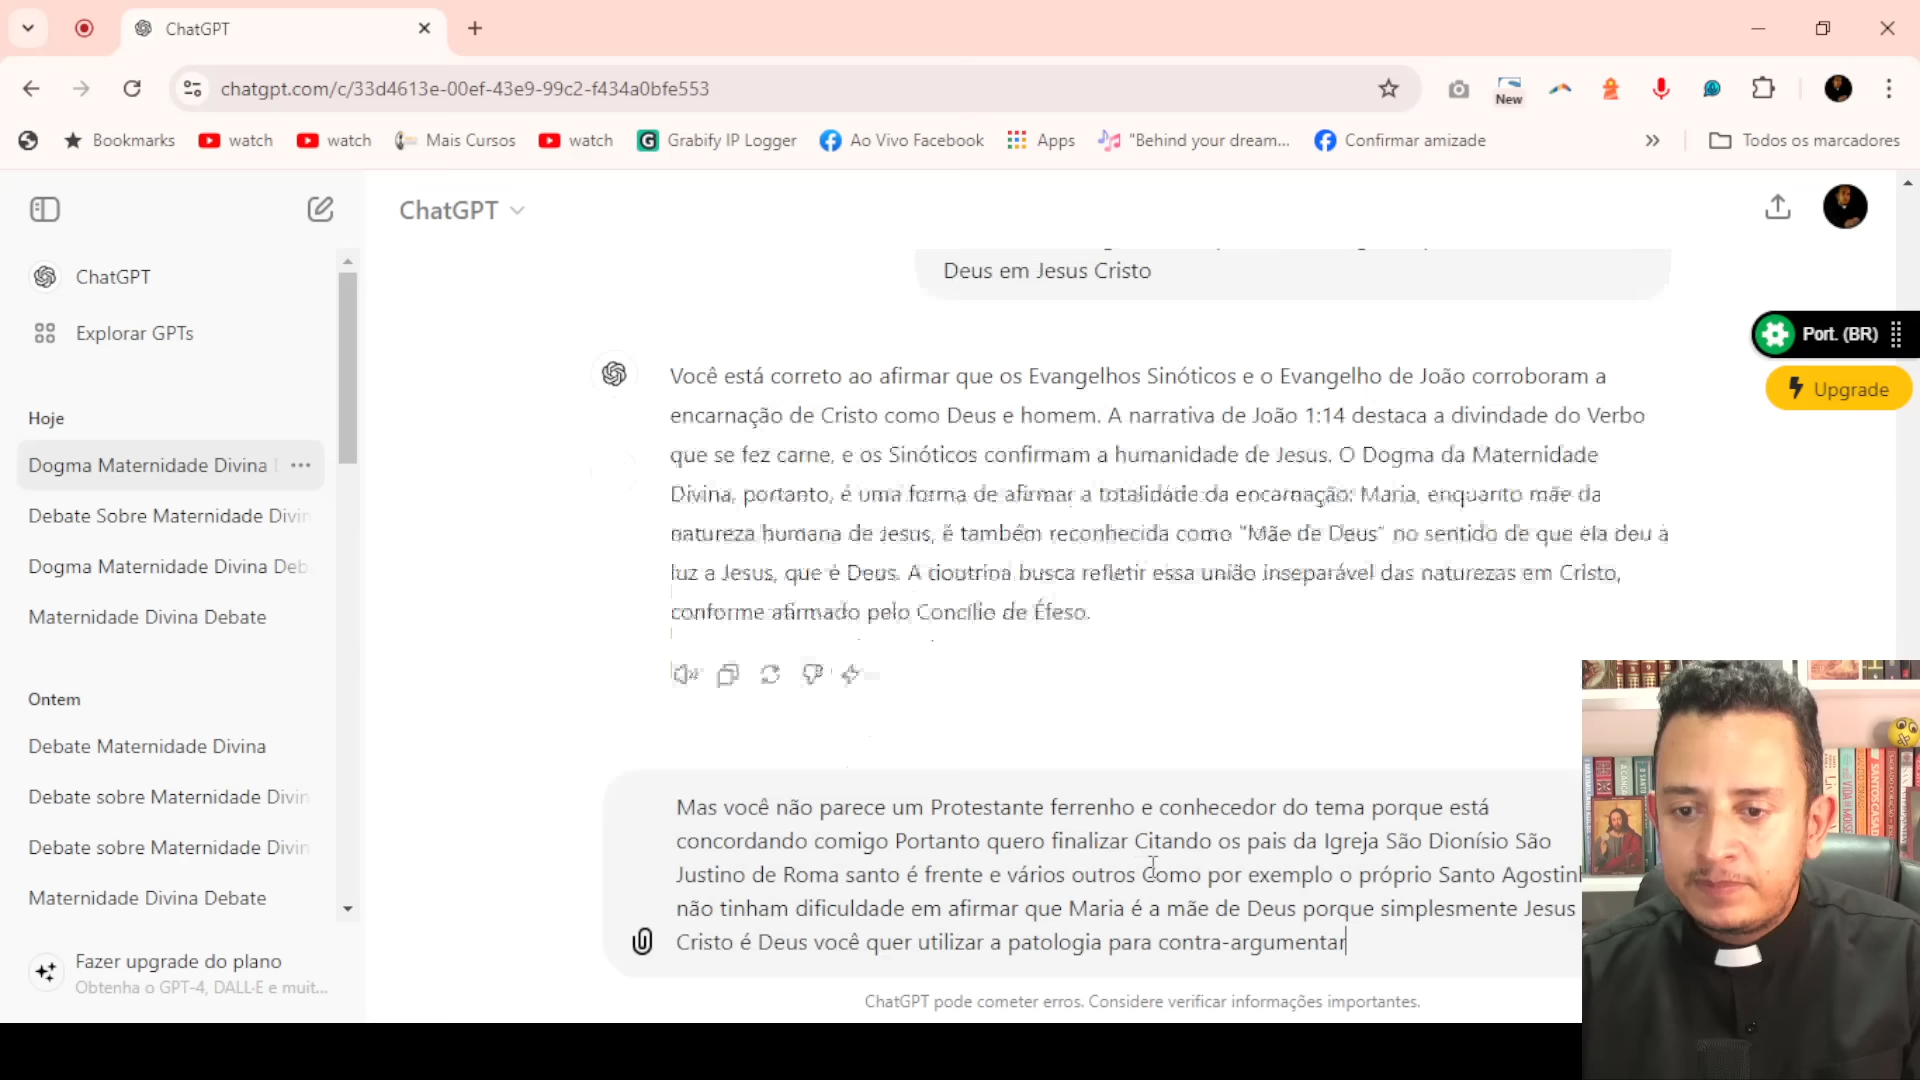 ChatGPT
chatgpt.com/c/33d4613e-00ef-43e9-99c2-f434a0bfe553
New
Bookmarks
watch
watch
Mais Cursos
watch
Grabify IP Logger
Ao Vivo Facebook
Apps
"Behind your dream...
Confirmar amizade
Todos os marcadores
ChatGPT
Explorar GPTs
Hoje
Dogma Maternidade Divina
Debate Sobre Maternidade Divin
Dogma Maternidade Divina Deb
Maternidade Divina Debate
Ontem
Debate Maternidade Divina
Debate sobre Maternidade Divin
Debate sobre Maternidade Divin
Maternidade Divina Debate
Fazer upgrade do plano
Obtenha o GPT-4, DALL·E e muit...
ChatGPT
Deus em Jesus Cristo
Port. (BR)
Upgrade
Você está correto ao afirmar que os Evangelhos Sinóticos e o Evangelho de João corroboram a
encarnação de Cristo como Deus e homem. A narrativa de João 1:14 destaca a divindade do Verbo
que se fez carne, e os Sinóticos confirmam a humanidade de Jesus. O Dogma da Maternidade
Divina, portanto, é uma forma de afirmar a totalidade da encarnação: Maria, enquanto mãe da
natureza humana de Jesus, é também reconhecida como "Mãe de Deus" no sentido de que ela deu à
luz a Jesus, que é Deus. A doutrina busca refletir essa união inseparável das naturezas em Cristo,
conforme afirmado pelo Concílio de Éfeso.
Mas você não parece um Protestante ferrenho e conhecedor do tema porque está
concordando comigo Portanto quero finalizar Citando os pais da Igreja São Dionísio São
Justino de Roma santo é frente e vários outros Como por exemplo o próprio Santo Agostin
não tinham dificuldade em afirmar que Maria é a mãe de Deus porque simplesmente Jesus
Cristo é Deus você quer utilizar a patologia para contra-argumentar
ChatGPT pode cometer erros. Considere verificar informações importantes.